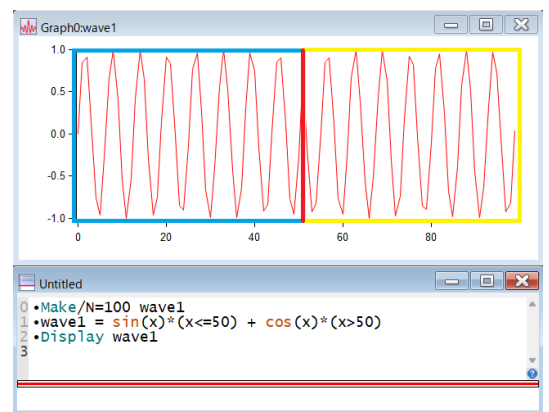 Graph0:wave1
1.0
0.5
0.0
-0.5
-1.0
0 20 40 60 80
Untitled
0 •Make/N=100 wave1
1 •wave1 = sin(x)*(x<=50) + cos(x)*(x>50)
2 •Display wave1
3